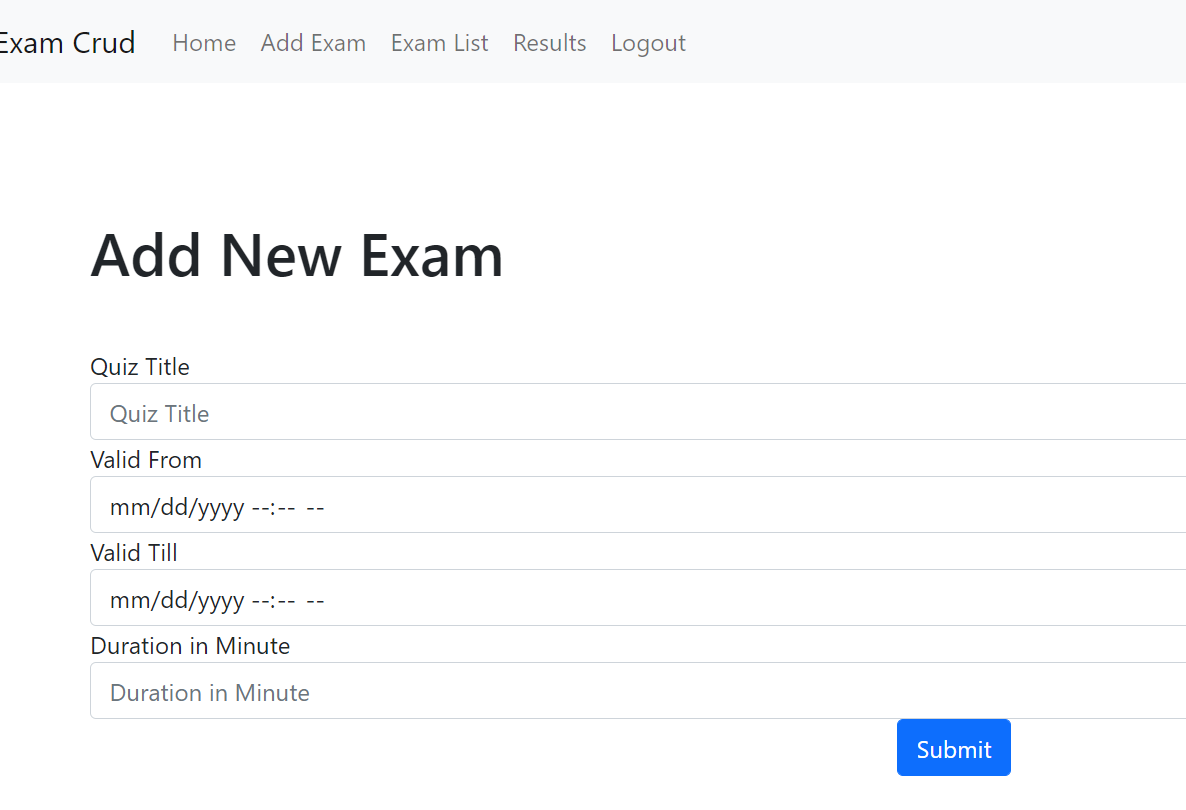 Exam Crud Home Add Exam Exam List Results Logout
Add New Exam
Quiz Title
Quiz Title
Valid From
mm/dd/yyyy --:-- --
Valid Till
mm/dd/yyyy --:-- --
Duration in Minute
Duration in Minute
Submit